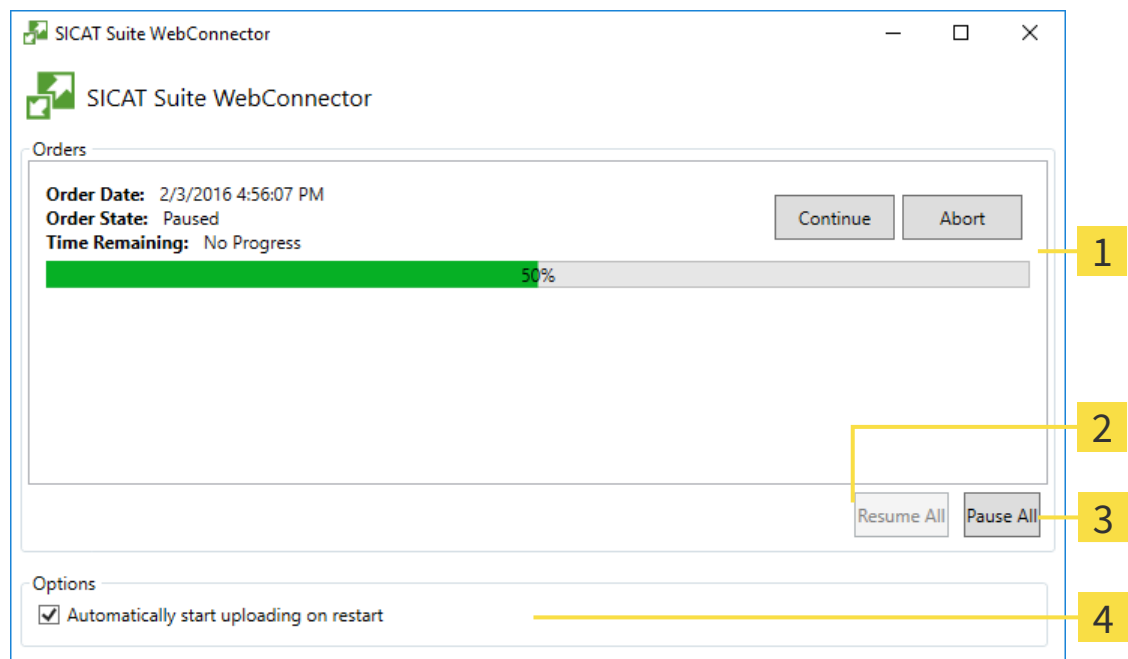 SICAT Suite WebConnector
SICAT Suite WebConnector
Orders
Order Date: 2/3/2016 4:56:07 PM
Order State: Paused
Time Remaining: No Progress
Continue
Abort
1
50%
2
Resume All
Pause All
3
Options
Automatically start uploading on restart
4